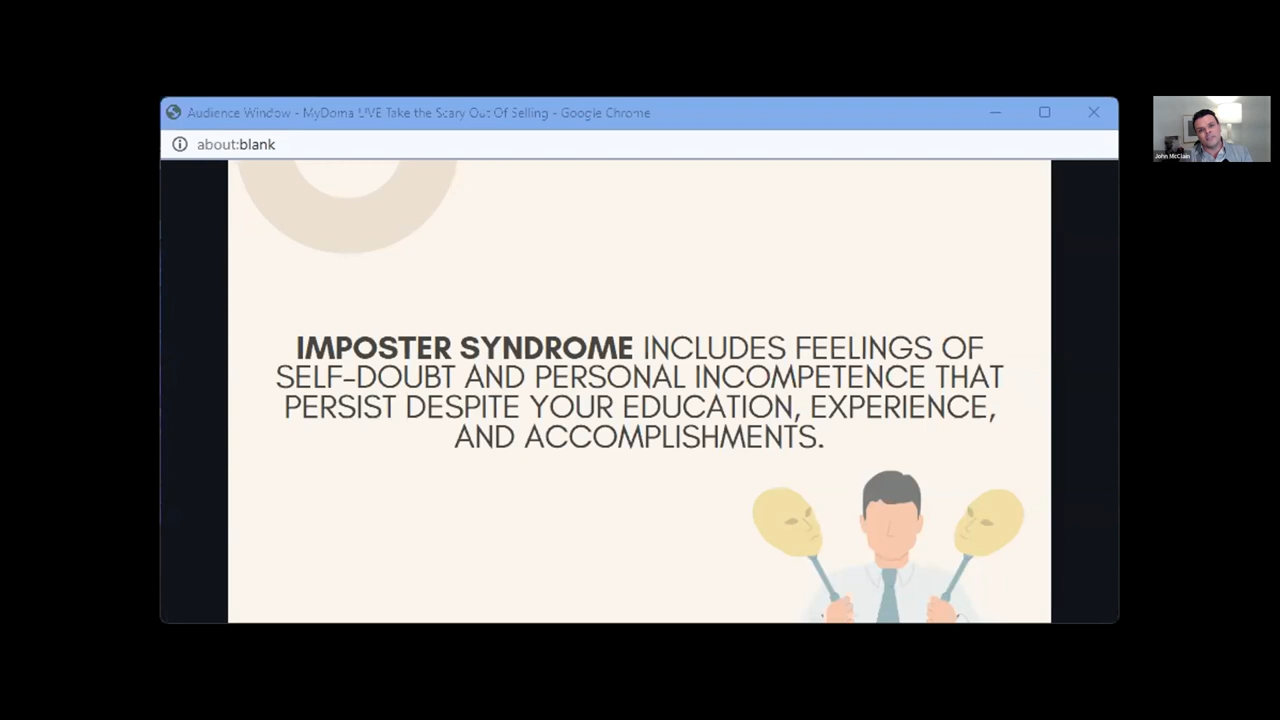 Audience Window - MyDoma LIVE Take the Scary Out Of Selling - Google Chrome
about:blank
John McClain
IMPOSTER SYNDROME INCLUDES FEELINGS OF
SELF-DOUBT AND PERSONAL INCOMPETENCE THAT
PERSIST DESPITE YOUR EDUCATION, EXPERIENCE,
AND ACCOMPLISHMENTS.